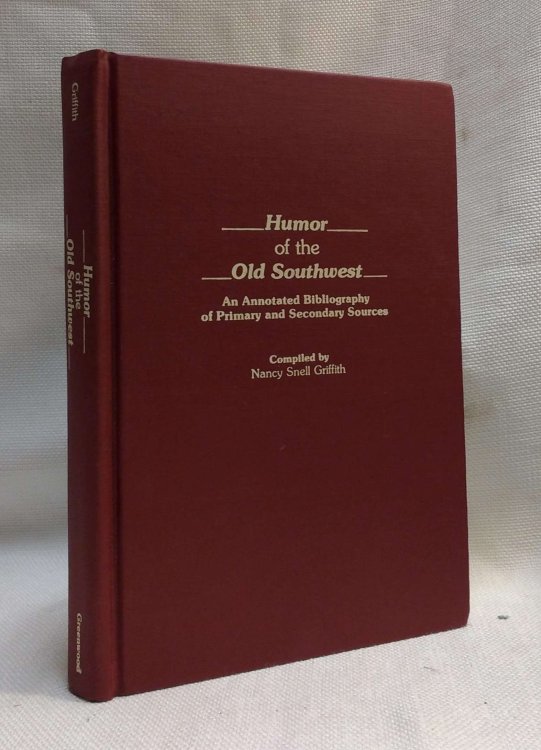 Griffith
Humor
of the
Old Southwest
Greenwood
Humor
of the
Old Southwest
An Annotated Bibliography
of Primary and Secondary Sources
Compiled by
Nancy Snell Griffith